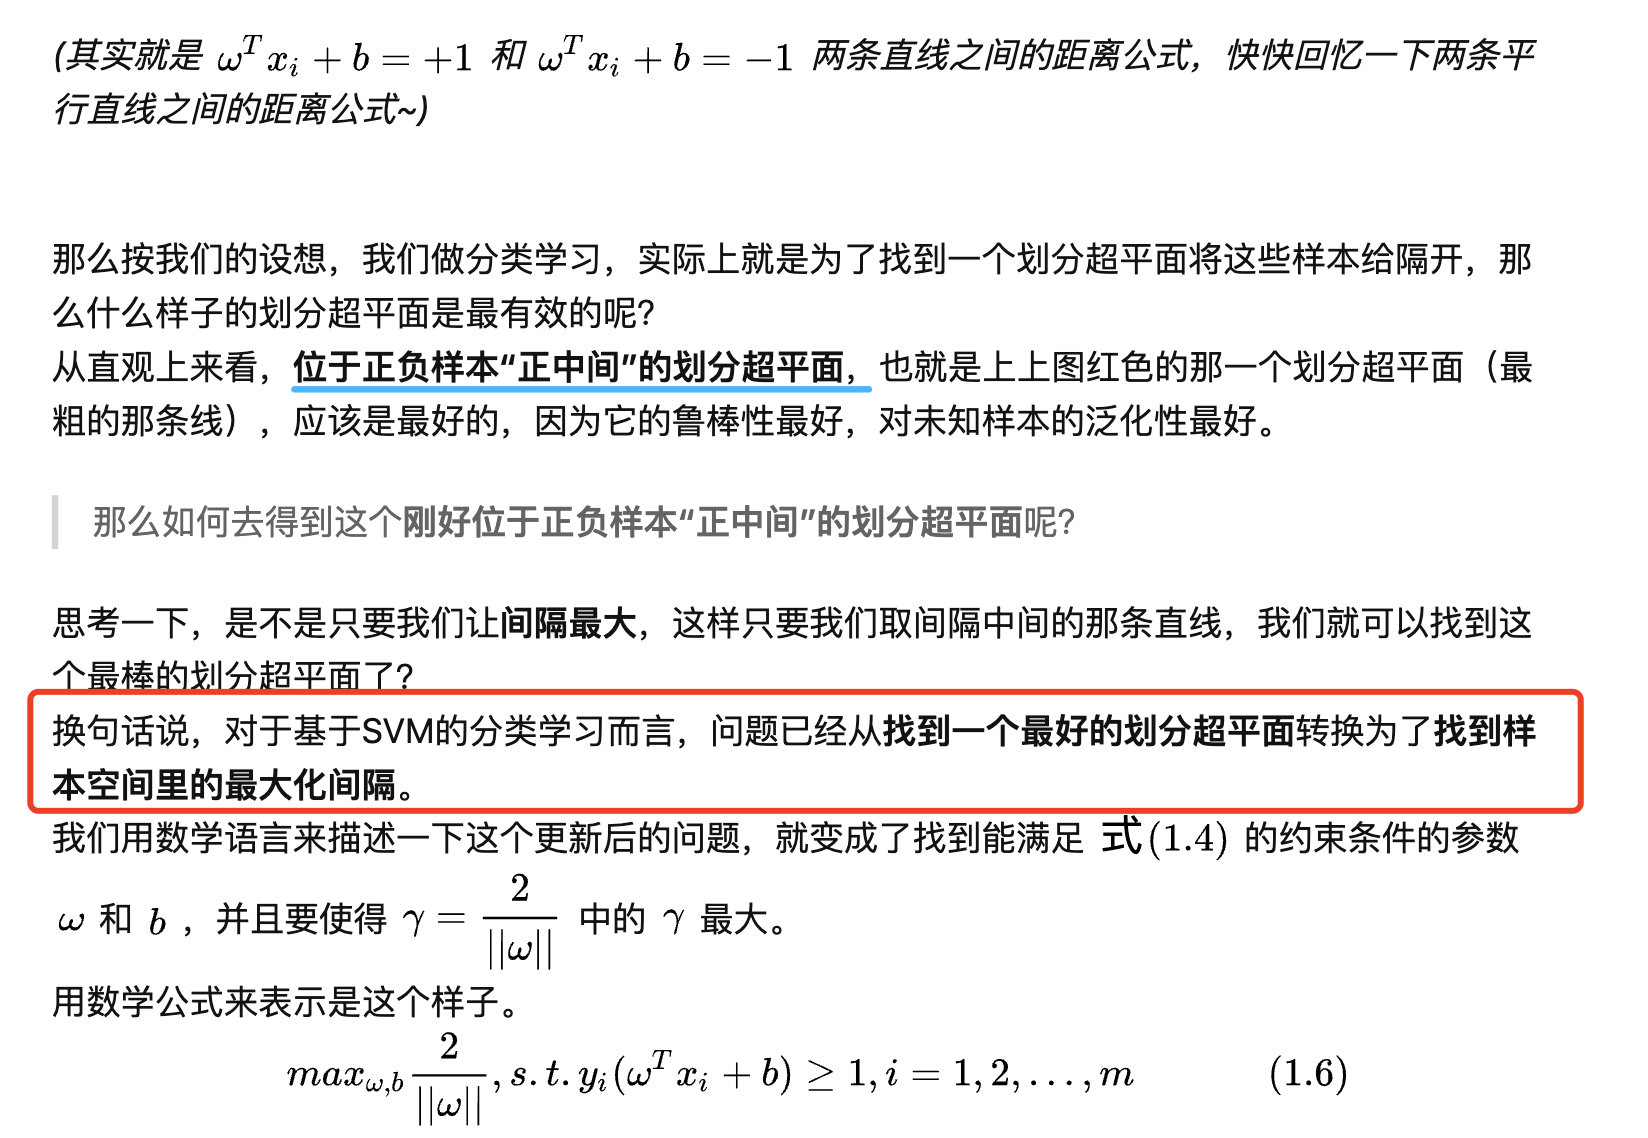 (其实就是 ω^T x_i + b = +1 和 ω^T x_i + b = −1 两条直线之间的距离公式，快快回忆一下两条平
行直线之间的距离公式~)
那么按我们的设想，我们做分类学习，实际上就是为了找到一个划分超平面将这些样本给隔开，那
么什么样子的划分超平面是最有效的呢？
从直观上来看，位于正负样本“正中间”的划分超平面，也就是上上图红色的那一个划分超平面（最
粗的那条线），应该是最好的，因为它的鲁棒性最好，对未知样本的泛化性最好。
那么如何去得到这个刚好位于正负样本“正中间”的划分超平面呢？
思考一下，是不是只要我们让间隔最大，这样只要我们取间隔中间的那条直线，我们就可以找到这
个最棒的划分超平面了？
换句话说，对于基于SVM的分类学习而言，问题已经从找到一个最好的划分超平面转换为了找到样
本空间里的最大化间隔。
我们用数学语言来描述一下这个更新后的问题，就变成了找到能满足 式(1.4) 的约束条件的参数
ω 和 b ，并且要使得 γ = 2/||ω|| 中的 γ 最大。
用数学公式来表示是这个样子。
max_{ω,b} 2/||ω||, s.t. y_i(ω^T x_i + b) ≥ 1, i = 1, 2, . . . , m (1.6)